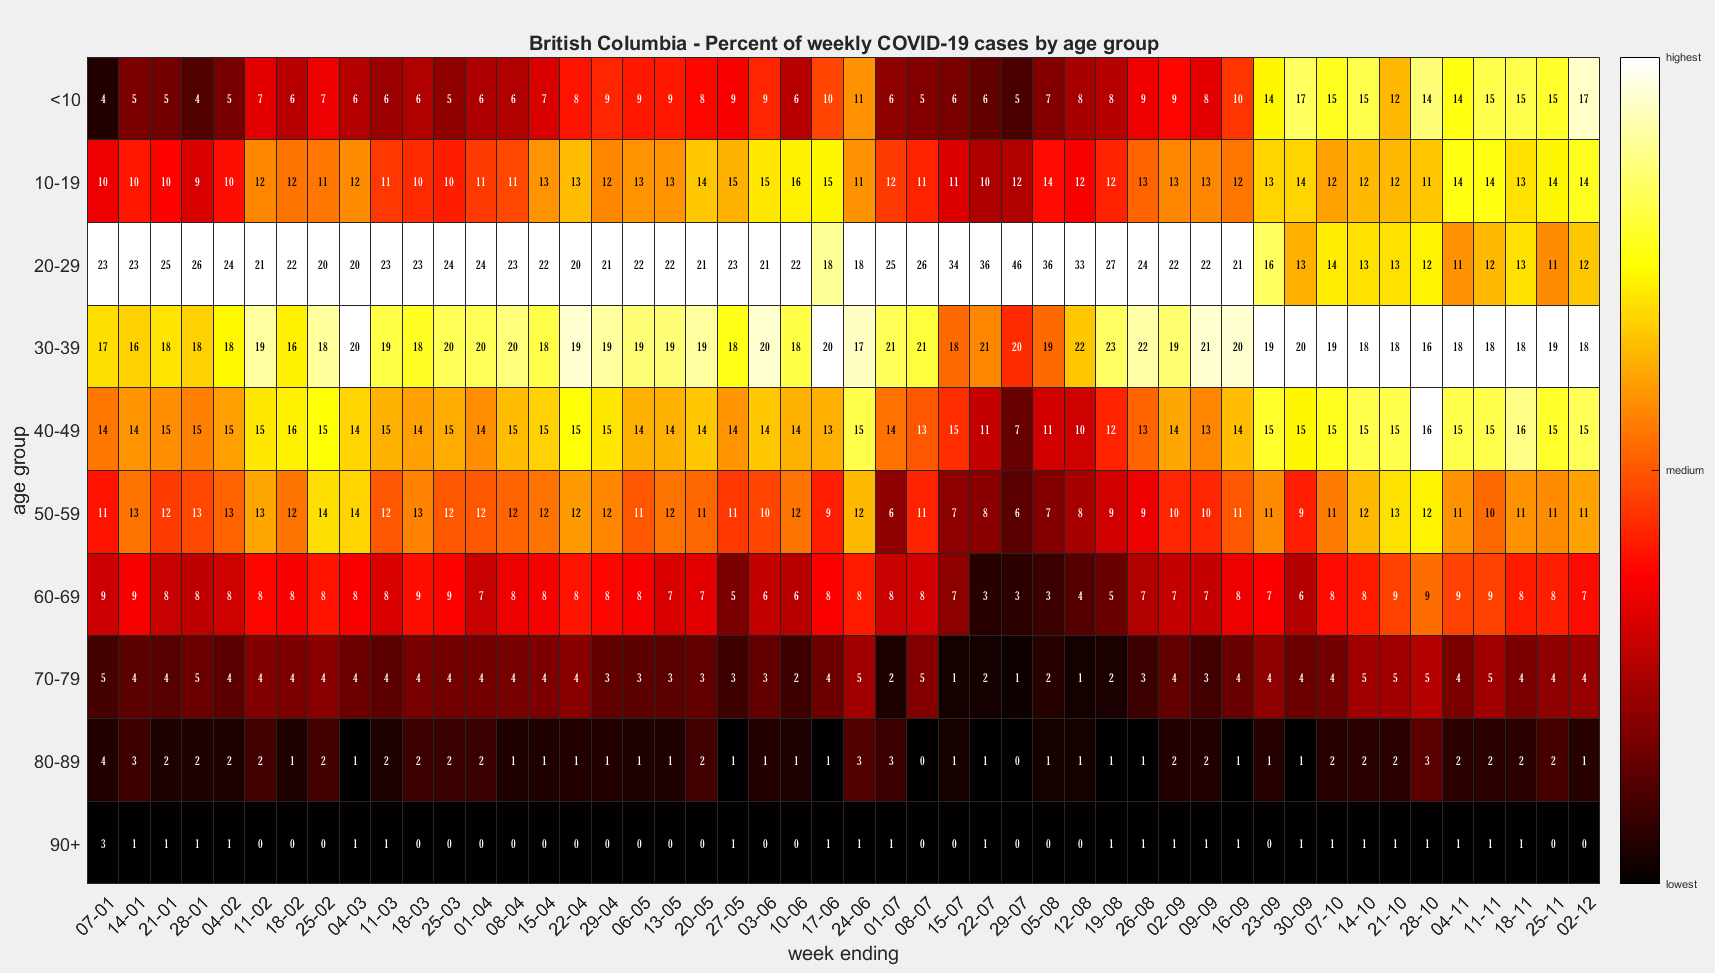 British Columbia - Percent of weekly COVID-19 cases by age group
highest
<10 4 5 5 4 5 7 6 7 6 6 6 5 6 6 7 8 9 9 9 8 9 9 6 10 11 6 5 6 6 5 7 8 8 9 9 8 10 14 17 15 15 12 14 14 15 15 15 17
10-19 10 10 10 9 10 12 12 11 12 11 10 10 11 11 13 13 12 13 13 14 15 15 16 15 11 12 11 11 10 12 14 12 12 13 13 13 12 13 14 12 12 12 11 14 14 13 14 14
20-29 23 23 25 26 24 21 22 20 20 23 23 24 24 23 22 20 21 22 22 21 23 21 22 18 18 25 26 34 36 46 36 33 27 24 22 22 21 16 13 14 13 13 12 11 12 13 11 12
30-39 17 16 18 18 18 19 16 18 20 19 18 20 20 20 18 19 19 19 19 19 18 20 18 20 17 21 21 18 21 20 19 22 23 22 19 21 20 19 20 19 18 18 16 18 18 18 19 18
40-49 14 14 15 15 15 15 16 15 14 15 14 15 14 15 15 15 15 14 14 14 14 14 14 13 15 14 13 15 11 7 11 10 12 13 14 13 14 15 15 15 15 15 16 15 15 16 15 15
medium
50-59 11 13 12 13 13 13 12 14 14 12 13 12 12 12 12 12 12 11 12 11 11 10 12 9 12 6 11 7 8 6 7 8 9 9 10 10 11 11 9 11 12 13 12 11 10 11 11 11
60-69 9 9 8 8 8 8 8 8 8 8 9 9 7 8 8 8 8 8 7 7 5 6 6 8 8 8 8 7 3 3 3 4 5 7 7 7 8 7 6 8 8 9 9 9 9 8 8 7
70-79 5 4 4 5 4 4 4 4 4 4 4 4 4 4 4 4 3 3 3 3 3 3 2 4 5 2 5 1 2 1 2 1 2 3 4 3 4 4 4 4 5 5 5 4 5 4 4 4
80-89 4 3 2 2 2 2 1 2 1 2 2 2 2 1 1 1 1 1 1 2 1 1 1 1 3 3 0 1 1 0 1 1 1 1 2 2 1 1 1 2 2 2 3 2 2 2 2 1
90+ 3 1 1 1 1 0 0 0 1 1 0 0 0 0 0 0 0 0 0 0 1 0 0 1 1 1 0 0 1 0 0 0 1 1 1 1 1 0 1 1 1 1 1 1 1 1 0 0
lowest
age group
07-01 14-01 21-01 28-01 04-02 11-02 18-02 25-02 04-03 11-03 18-03 25-03 01-04 08-04 15-04 22-04 29-04 06-05 13-05 20-05 27-05 03-06 10-06 17-06 24-06 01-07 08-07 15-07 22-07 29-07 05-08 12-08 19-08 26-08 02-09 09-09 16-09 23-09 30-09 07-10 14-10 21-10 28-10 04-11 11-11 18-11 25-11 02-12
week ending